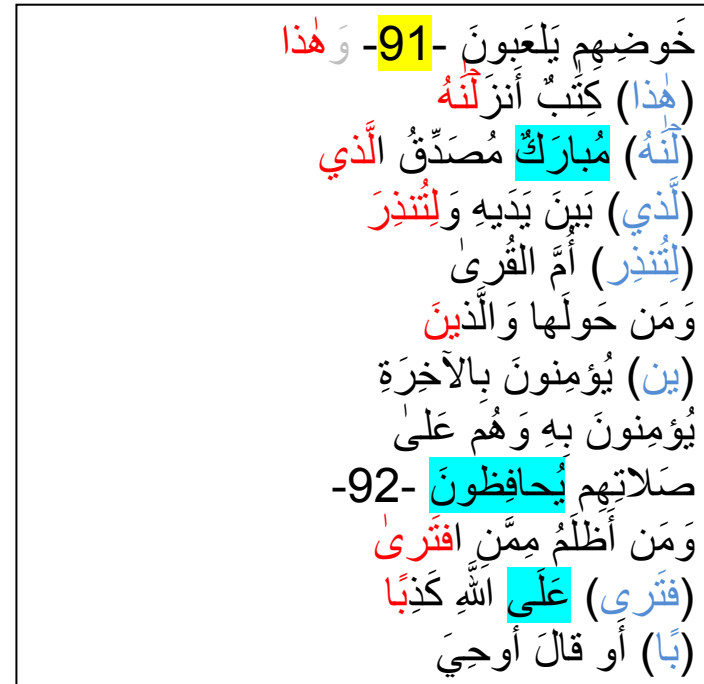 خَوضِهِم يَلعَبونَ -91- وَهٰذا
(هٰذا) كِتٰبٌ أَنزَلنٰهُ
(لنٰهُ) مُبارَكٌ مُصَدِّقُ الَّذي
(لَّذي) بَينَ يَدَيهِ وَلِتُنذِرَ
(لِتُنذِر) أُمَّ القُرىٰ
وَمَن حَولَها وَالَّذينَ
(ين) يُؤمِنونَ بِالآخِرَةِ
يُؤمِنونَ بِهِ وَهُم عَلىٰ
صَلاتِهِم يُحافِظونَ -92-
وَمَن أَظلَمُ مِمَّنِ افتَرىٰ
(فتَرى) عَلَى اللَّهِ كَذِبًا
(بًا) أَو قالَ أوحِيَ